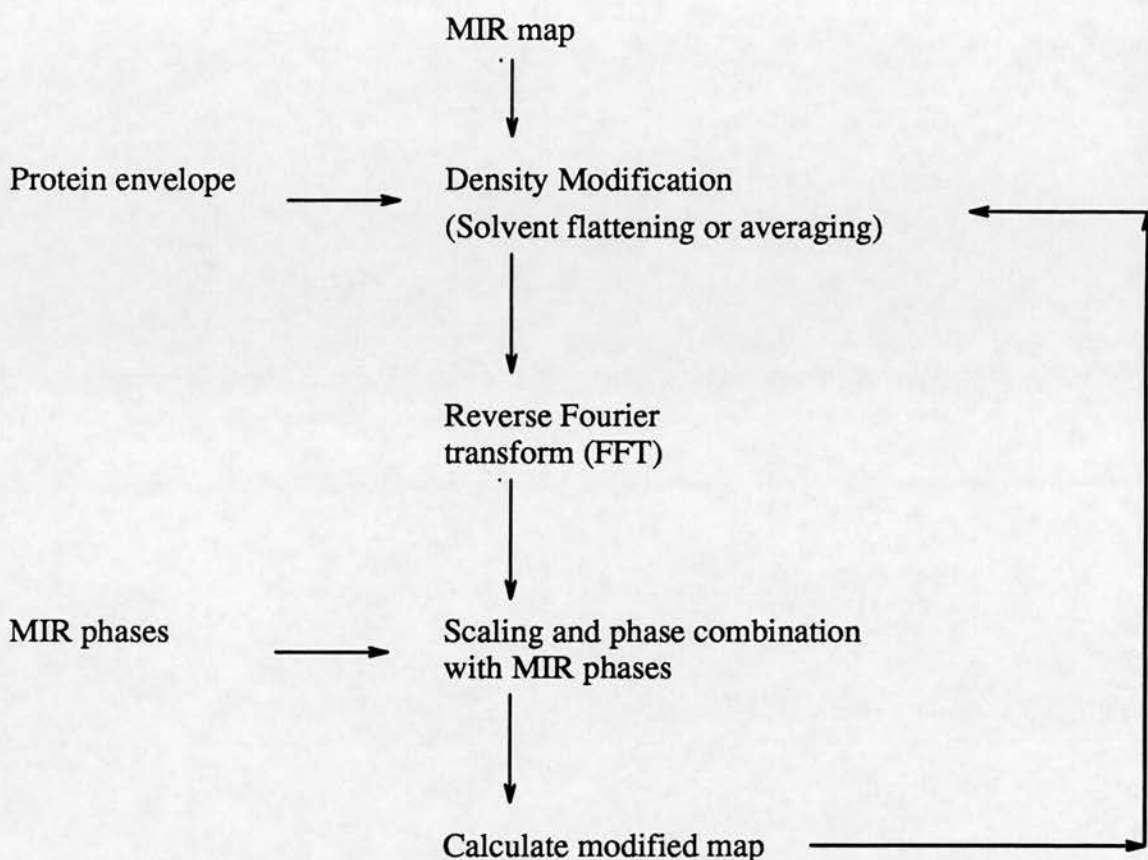 MIR map
Protein envelope
Density Modification
(Solvent flattening or averaging)
Reverse Fourier
transform (FFT)
MIR phases
Scaling and phase combination
with MIR phases
Calculate modified map